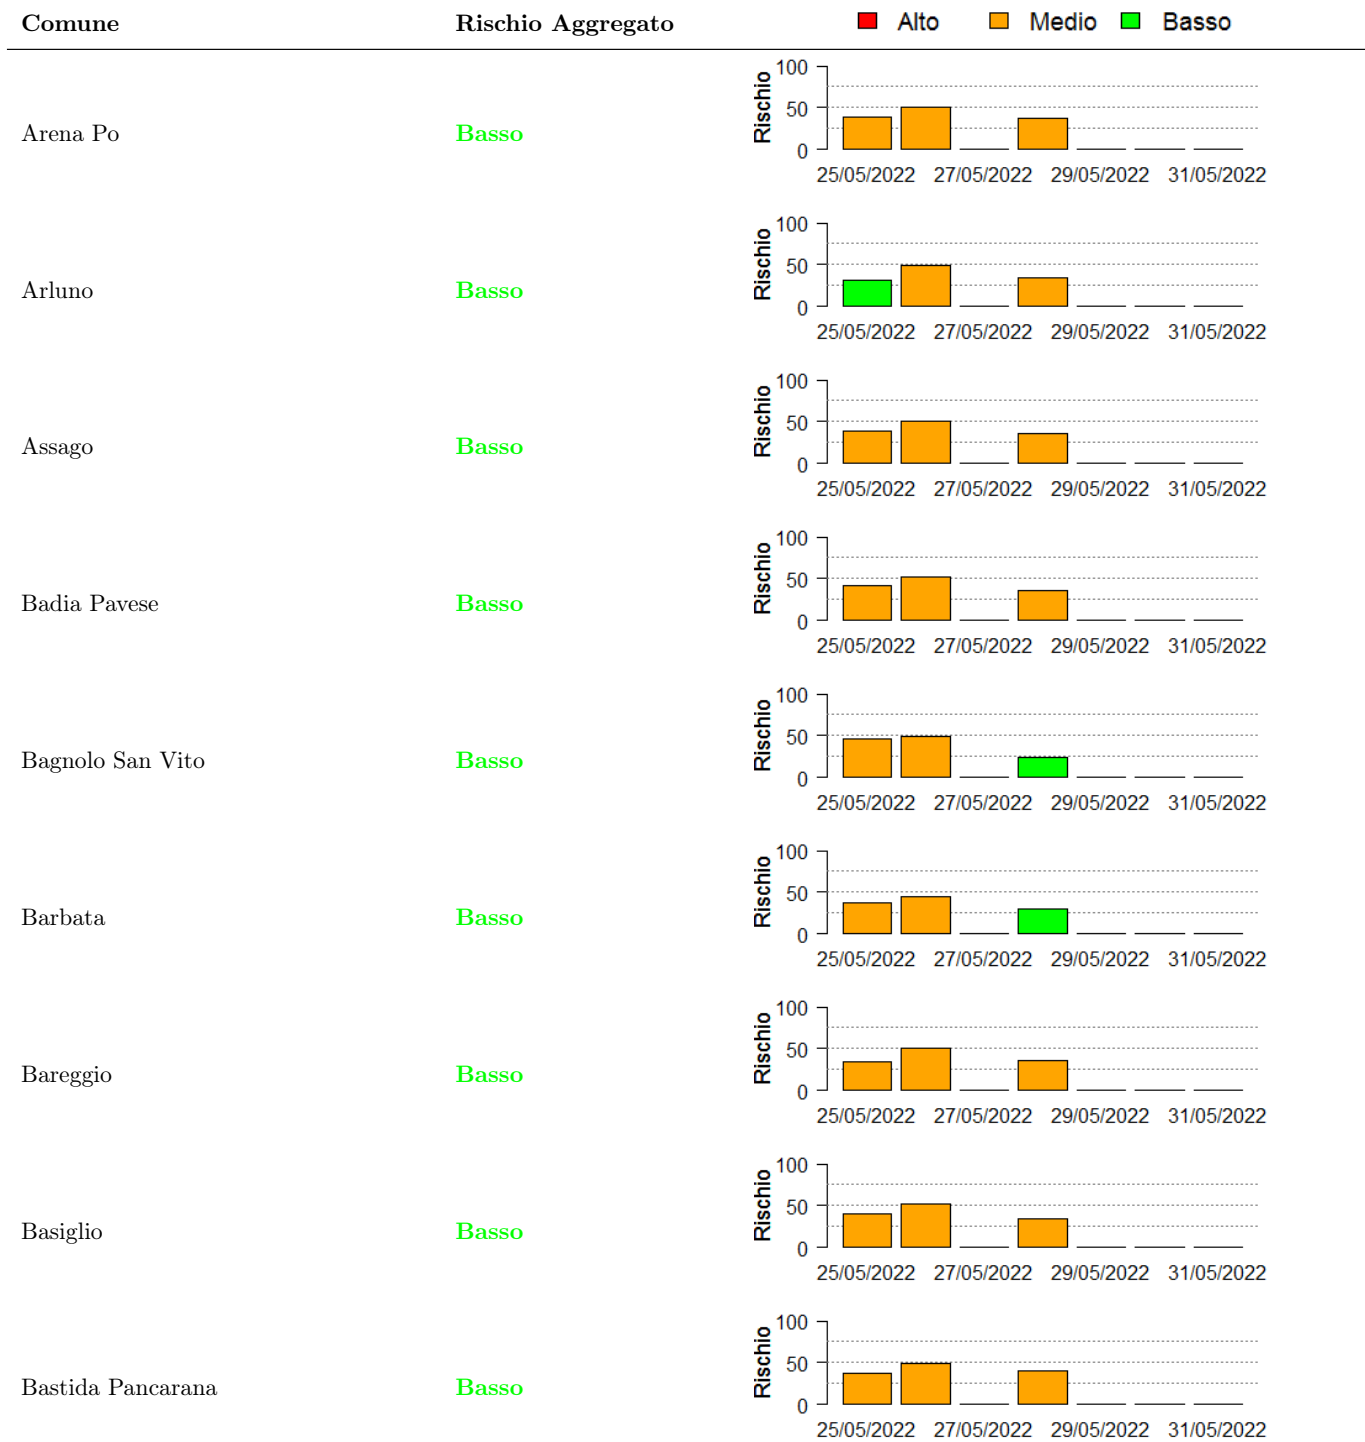 Comune Rischio Aggregato Alto Medio Basso
Arena Po Basso Rischio 100 50 0
25/05/2022 27/05/2022 29/05/2022 31/05/2022
Arluno Basso Rischio 100 50 0
25/05/2022 27/05/2022 29/05/2022 31/05/2022
Assago Basso Rischio 100 50 0
25/05/2022 27/05/2022 29/05/2022 31/05/2022
Badia Pavese Basso Rischio 100 50 0
25/05/2022 27/05/2022 29/05/2022 31/05/2022
Bagnolo San Vito Basso Rischio 100 50 0
25/05/2022 27/05/2022 29/05/2022 31/05/2022
Barbata Basso Rischio 100 50 0
25/05/2022 27/05/2022 29/05/2022 31/05/2022
Bareggio Basso Rischio 100 50 0
25/05/2022 27/05/2022 29/05/2022 31/05/2022
Basiglio Basso Rischio 100 50 0
25/05/2022 27/05/2022 29/05/2022 31/05/2022
Bastida Pancarana Basso Rischio 100 50 0
25/05/2022 27/05/2022 29/05/2022 31/05/2022